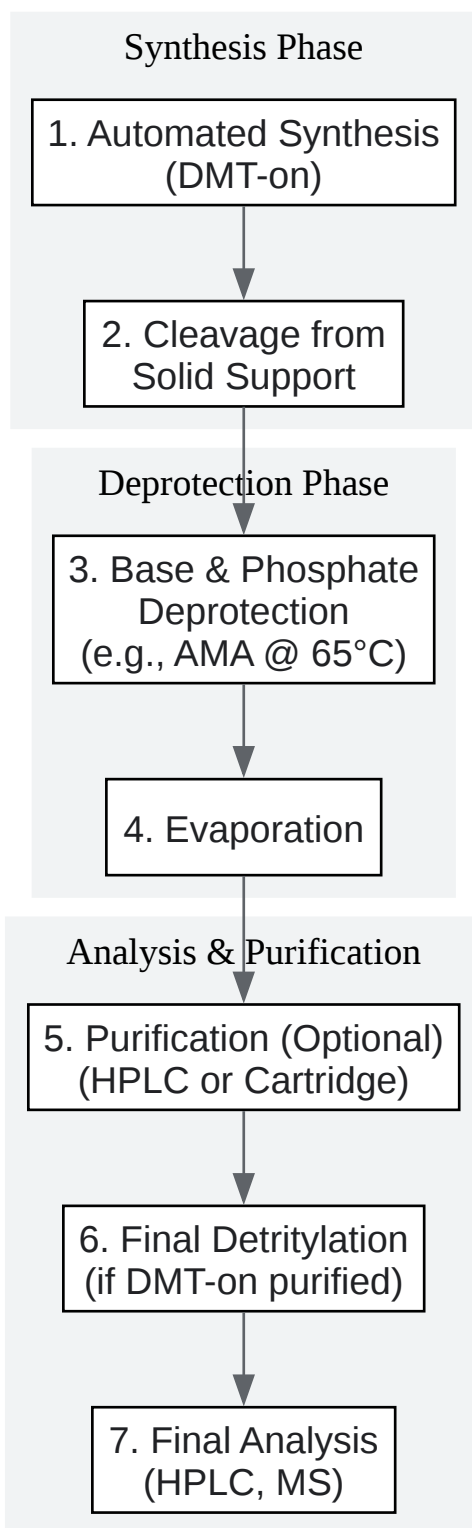 Synthesis Phase
1. Automated Synthesis
(DMT-on)
2. Cleavage from
Solid Support
Deprotection Phase
3. Base & Phosphate
Deprotection
(e.g., AMA @ 65°C)
4. Evaporation
Analysis & Purification
5. Purification (Optional)
(HPLC or Cartridge)
6. Final Detritylation
(if DMT-on purified)
7. Final Analysis
(HPLC, MS)